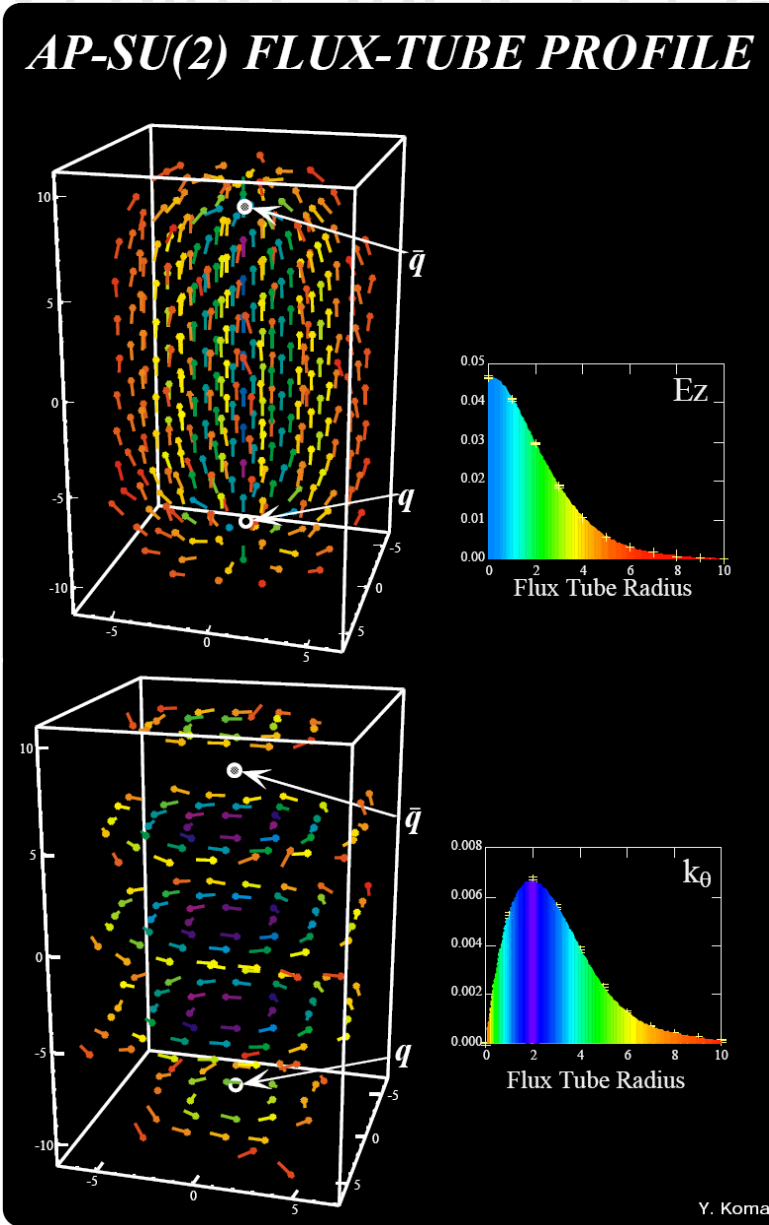 AP-SU(2) FLUX-TUBE PROFILE
10
5
0
-5
-10
-5
0
5
-5
0
5
q̄
q
Ez
0.05
0.04
0.03
0.02
0.01
0.00
0 2 4 6 8 10
Flux Tube Radius
10
5
0
-5
-10
-5
0
5
-5
0
5
q̄
q
kθ
0.008
0.006
0.004
0.002
0.000
0 2 4 6 8 10
Flux Tube Radius
Y. Koma